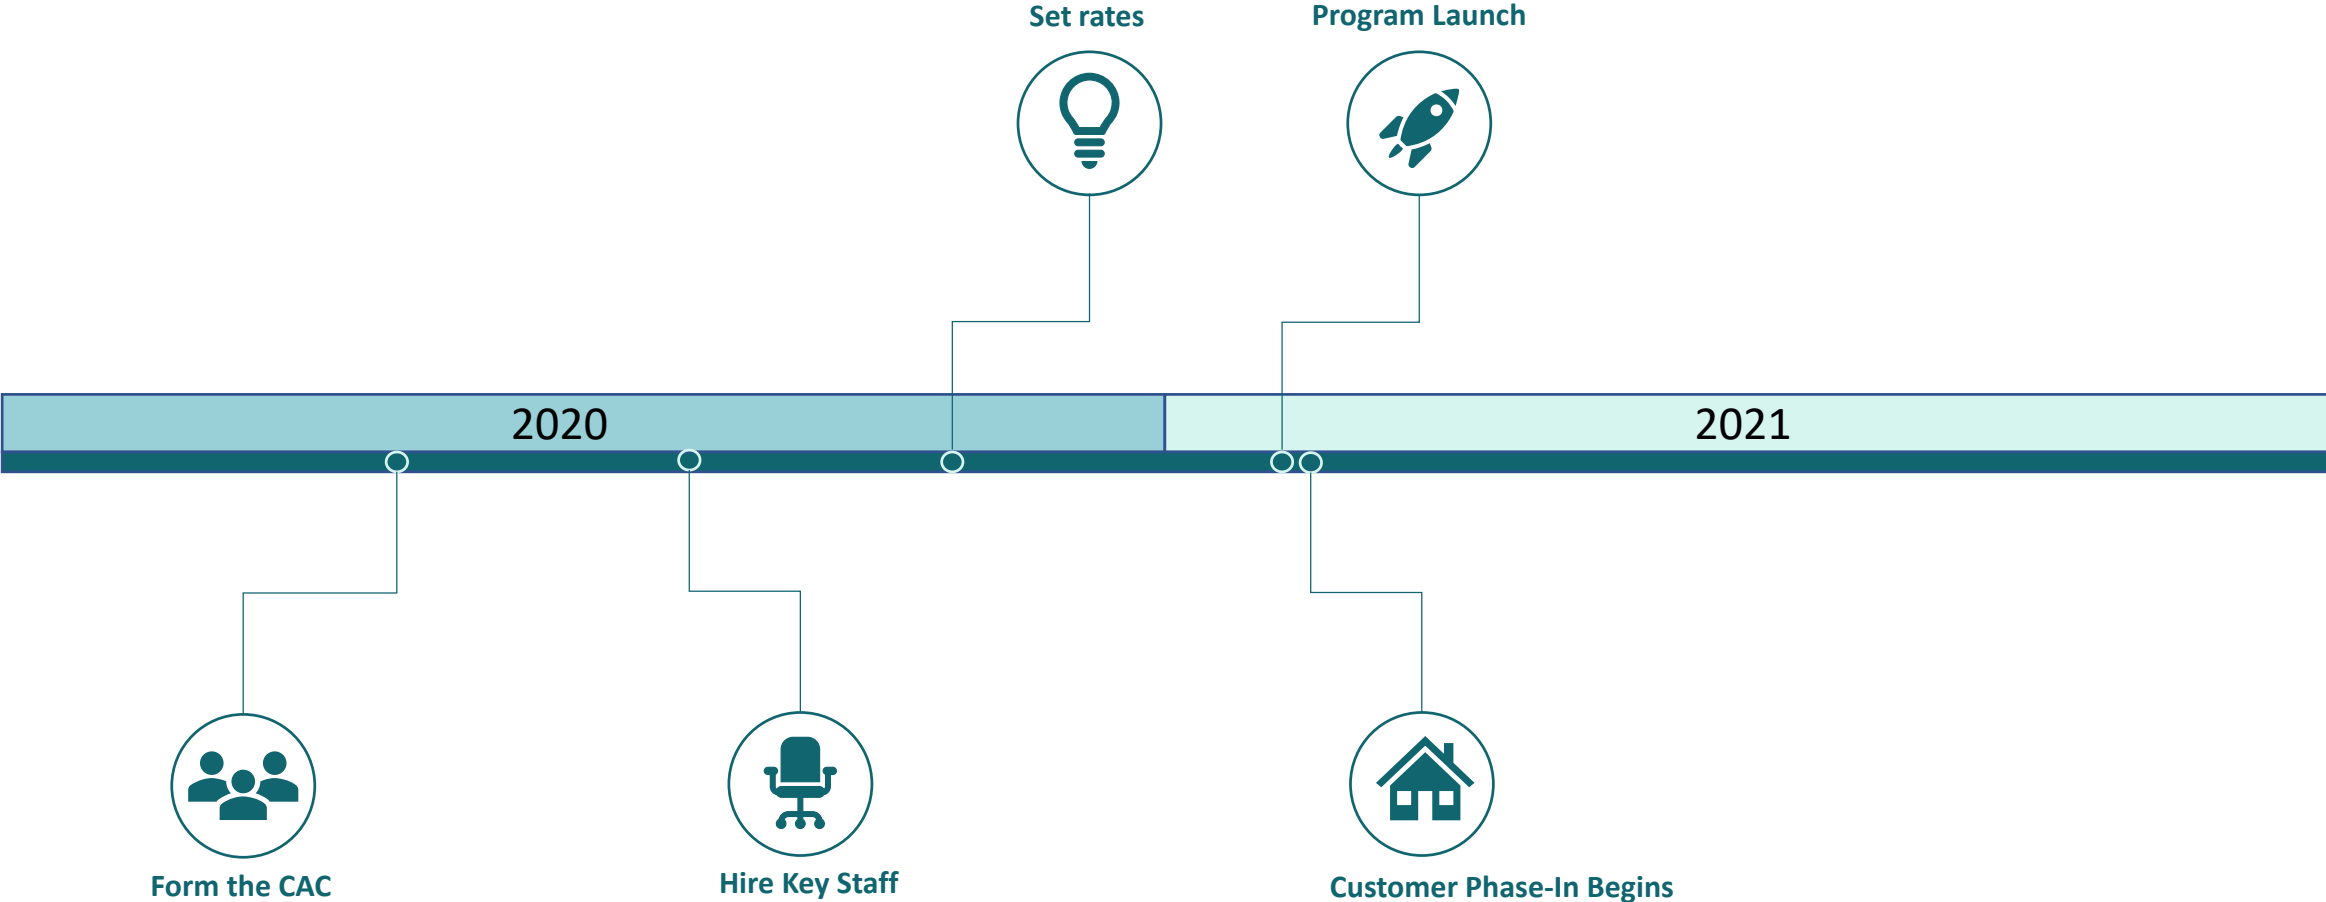 Set rates
Program Launch
2020
2021
Form the CAC
Hire Key Staff
Customer Phase-In Begins